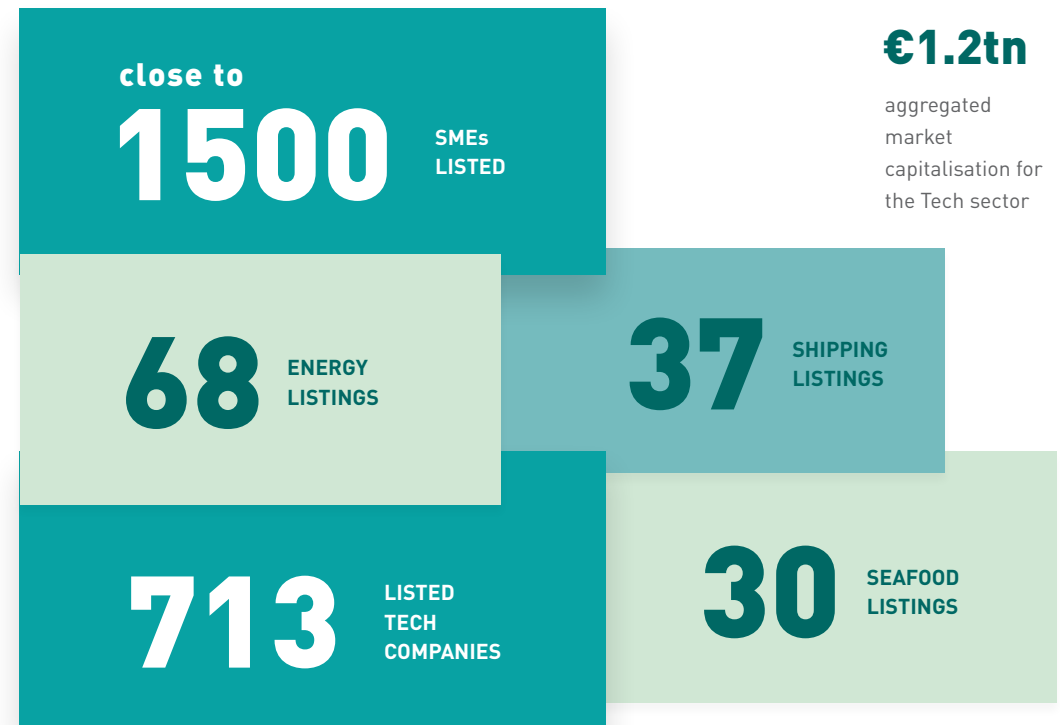 close to
1500
SMEs
LISTED
€1.2tn
aggregated
market
capitalisation for
the Tech sector
68
ENERGY
LISTINGS
37
SHIPPING
LISTINGS
713
LISTED
TECH
COMPANIES
30
SEAFOOD
LISTINGS